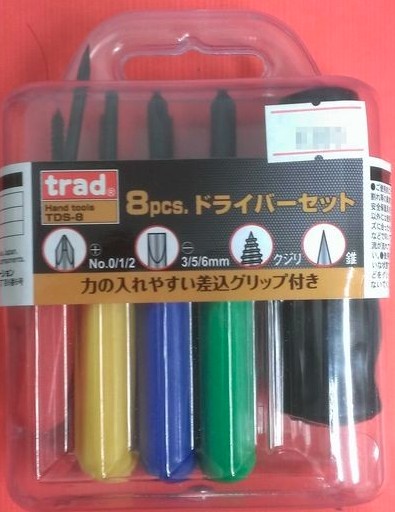 trad®
Hand tools
TDS-8
8pcs. ドライバーセット
＋
No.0/1/2
－
3/5/6mm
クジリ
錐
力の入れやすい差込グリップ付き